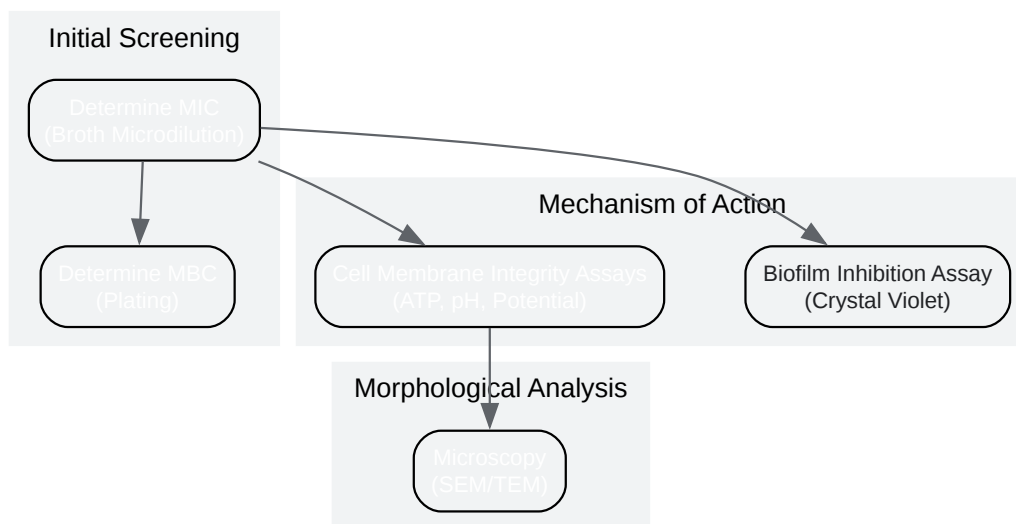 Initial Screening
Determine MIC
(Broth Microdilution)
Determine MBC
(Plating)
Mechanism of Action
Cell Membrane Integrity Assays
(ATP, pH, Potential)
Biofilm Inhibition Assay
(Crystal Violet)
Morphological Analysis
Microscopy
(SEM/TEM)